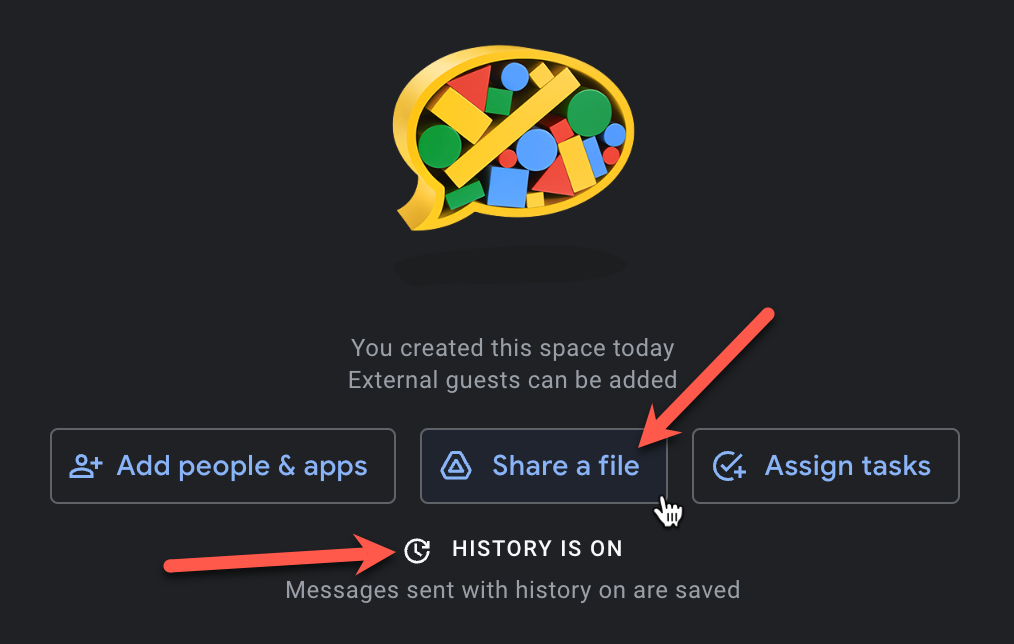 You created this space today
External guests can be added
Add people & apps
Share a file
Assign tasks
HISTORY IS ON
Messages sent with history on are saved